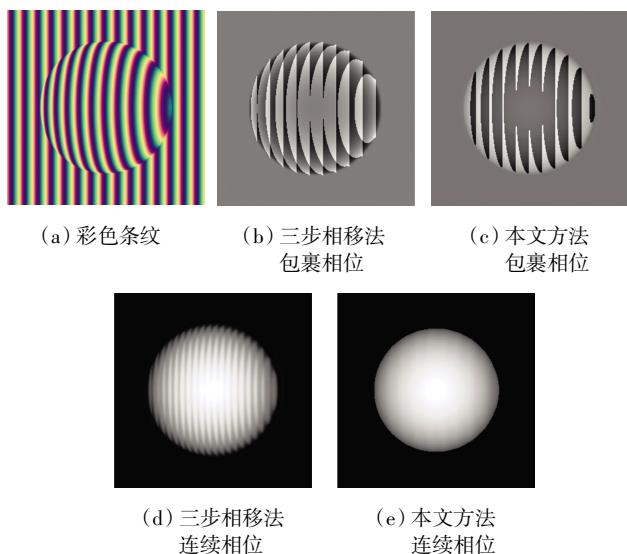 (a)彩色条纹
(b)三步相移法
包裹相位
(c)本文方法
包裹相位
(d)三步相移法
连续相位
(e)本文方法
连续相位